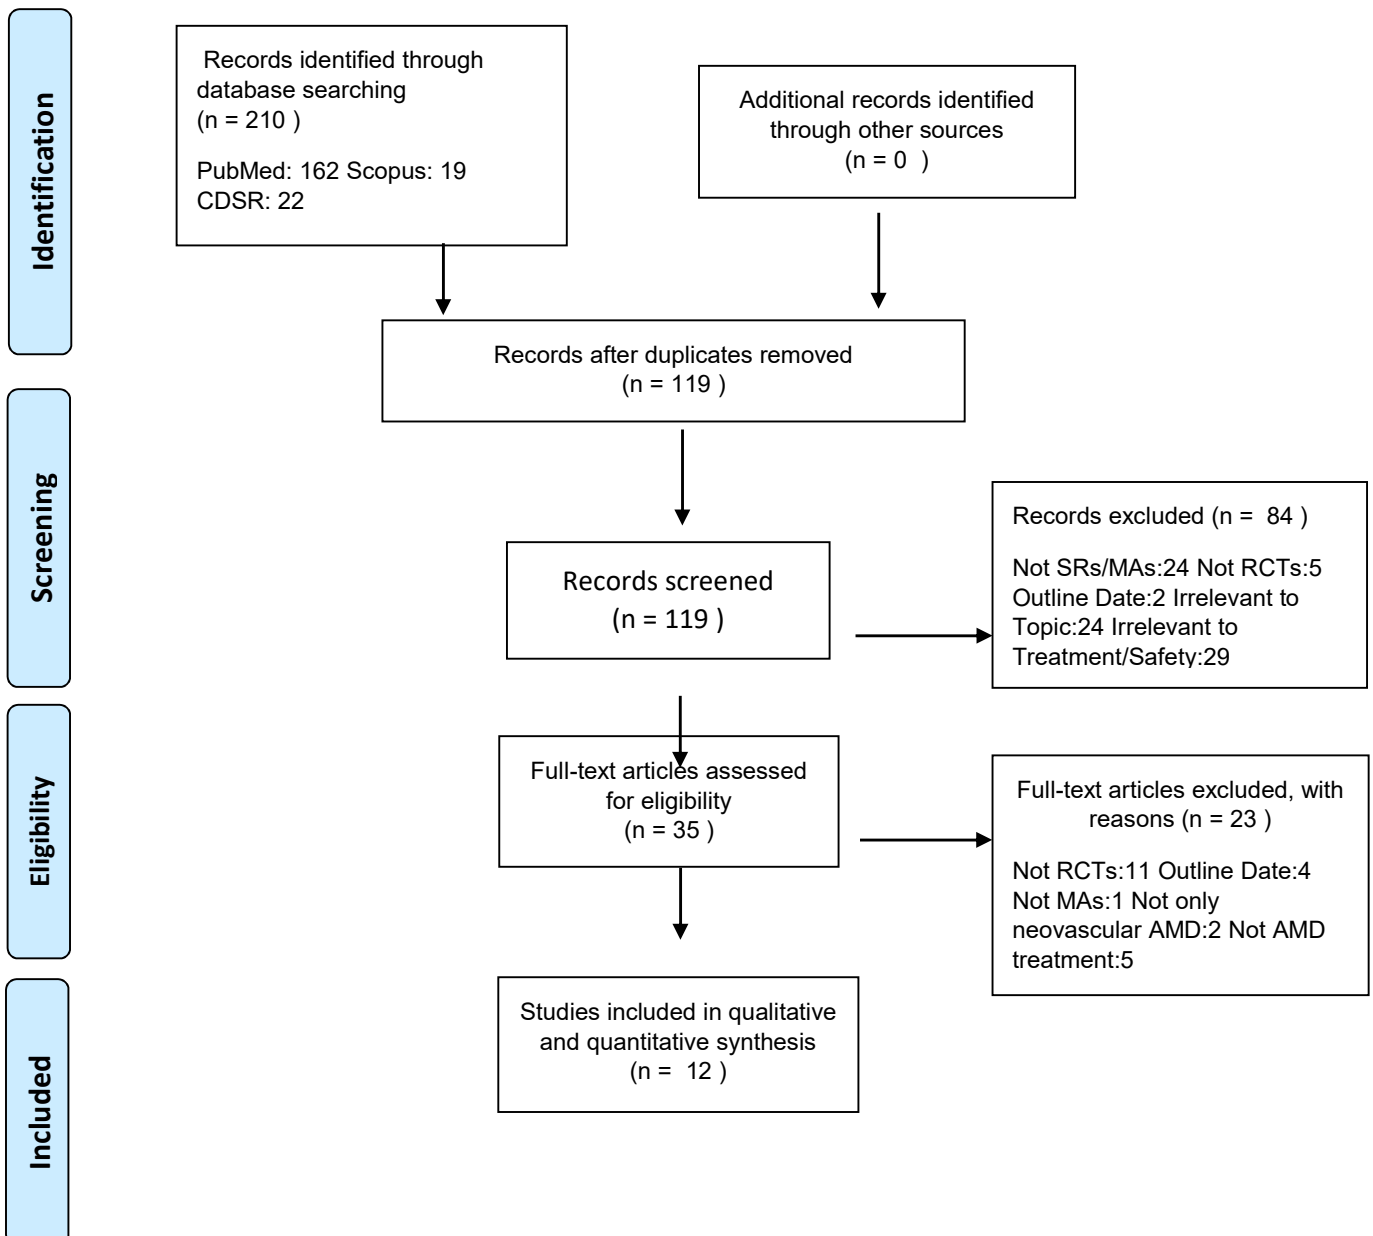 Identification
Records identified through
database searching
(n = 210 )
PubMed: 162 Scopus: 19
CDSR: 22
Additional records identified
through other sources
(n = 0 )
Records after duplicates removed
(n = 119 )
Screening
Records screened
(n = 119 )
Records excluded (n = 84 )
Not SRs/MAs:24 Not RCTs:5
Outline Date:2 Irrelevant to
Topic:24 Irrelevant to
Treatment/Safety:29
Eligibility
Full-text articles assessed
for eligibility
(n = 35 )
Full-text articles excluded, with
reasons (n = 23 )
Not RCTs:11 Outline Date:4
Not MAs:1 Not only
neovascular AMD:2 Not AMD
treatment:5
Included
Studies included in qualitative
and quantitative synthesis
(n = 12 )